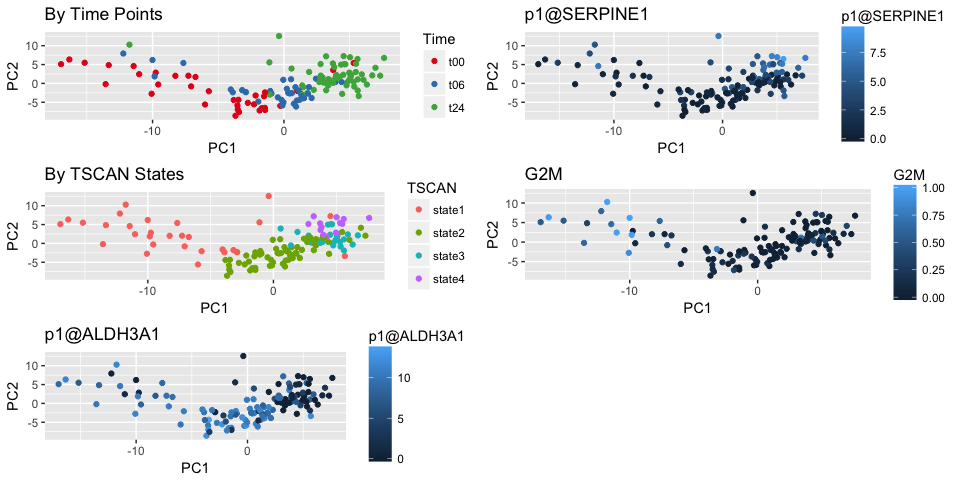 By Time Points
PC2
10
5
0
-5
-10
0
PC1
Time
t00
t06
t24
p1@SERPINE1
PC2
10
5
0
-5
-10
0
PC1
p1@SERPINE1
7.5
5.0
2.5
0.0
By TSCAN States
PC2
10
5
0
-5
-10
0
PC1
TSCAN
state1
state2
state3
state4
G2M
PC2
10
5
0
-5
-10
0
PC1
G2M
1.00
0.75
0.50
0.25
0.00
p1@ALDH3A1
PC2
10
5
0
-5
-10
0
PC1
p1@ALDH3A1
10
5
0